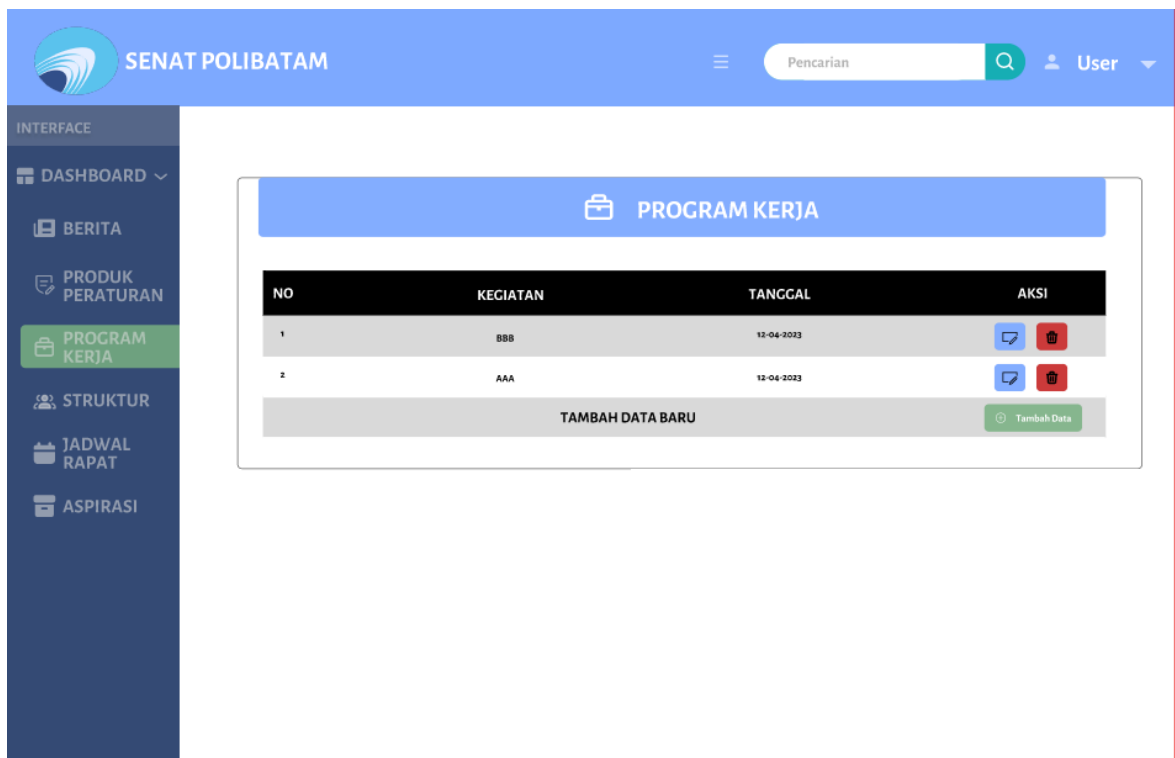 SENAT POLIBATAM
Pencarian
User
INTERFACE
DASHBOARD
BERITA
PRODUK
PERATURAN
PROGRAM
KERJA
STRUKTUR
JADWAL
RAPAT
ASPIRASI
PROGRAM KERJA
NO KEGIATAN TANGGAL AKSI
1 BBB 12-04-2023
2 AAA 12-04-2023
TAMBAH DATA BARU Tambah Data